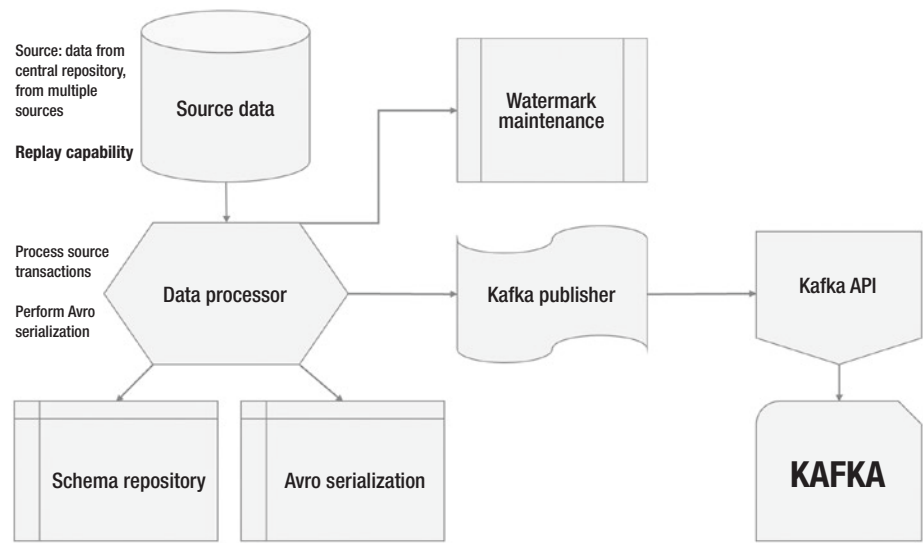 Source: data from
central repository,
from multiple
sources
Replay capability
Source data
Watermark
maintenance
Process source
transactions
Perform Avro
serialization
Data processor
Kafka publisher
Kafka API
Schema repository
Avro serialization
KAFKA